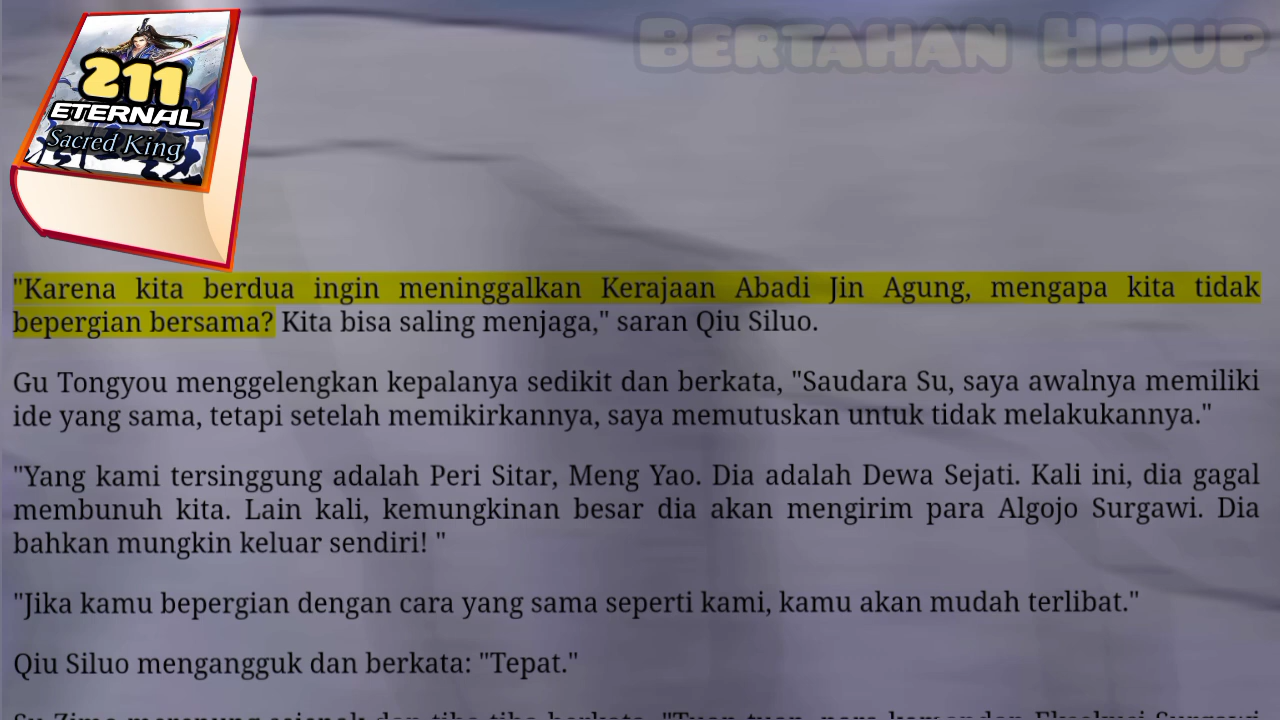 BERTAHAN HIDUP
211
ETERNAL
Sacred King
"Karena kita berdua ingin meninggalkan Kerajaan Abadi Jin Agung, mengapa kita tidak
bepergian bersama? Kita bisa saling menjaga," saran Qiu Siluo.
Gu Tongyou menggelengkan kepalanya sedikit dan berkata, "Saudara Su, saya awalnya memiliki
ide yang sama, tetapi setelah memikirkannya, saya memutuskan untuk tidak melakukannya."
"Yang kami tersinggung adalah Peri Sitar, Meng Yao. Dia adalah Dewa Sejati. Kali ini, dia gagal
membunuh kita. Lain kali, kemungkinan besar dia akan mengirim para Algojo Surgawi. Dia
bahkan mungkin keluar sendiri! "
"Jika kamu bepergian dengan cara yang sama seperti kami, kamu akan mudah terlibat."
Qiu Siluo mengangguk dan berkata: "Tepat."